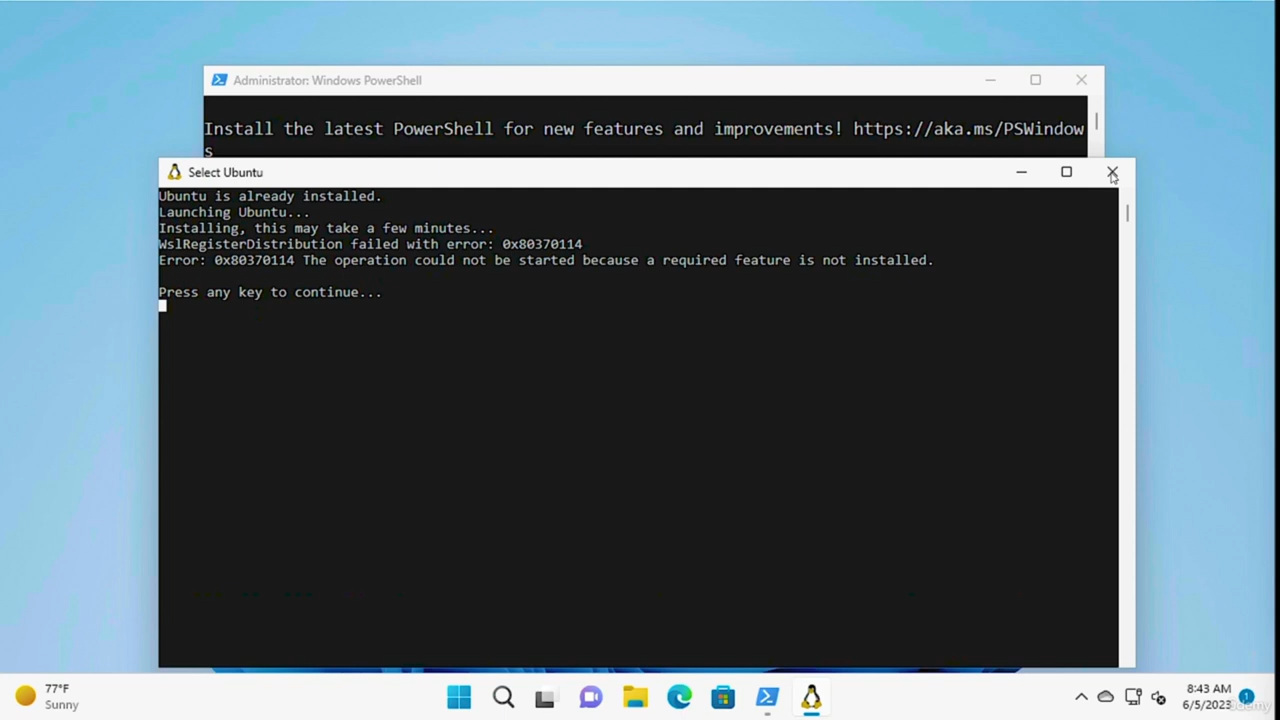 Administrator: Windows PowerShell
Install the latest PowerShell for new features and improvements! https://aka.ms/PSWindow
s
Select Ubuntu
Ubuntu is already installed.
Launching Ubuntu...
Installing, this may take a few minutes...
WslRegisterDistribution failed with error: 0x80370114
Error: 0x80370114 The operation could not be started because a required feature is not installed.
Press any key to continue...
77°F
Sunny
8:43 AM
6/5/2023
1
Udemy